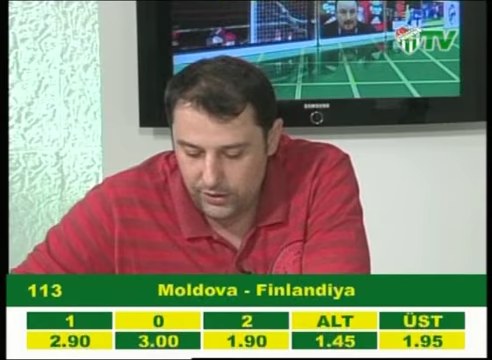 TV
SAMSUNG
113 Moldova - Finlandiya
1 0 2 ALT ÜST
2.90 3.00 1.90 1.45 1.95